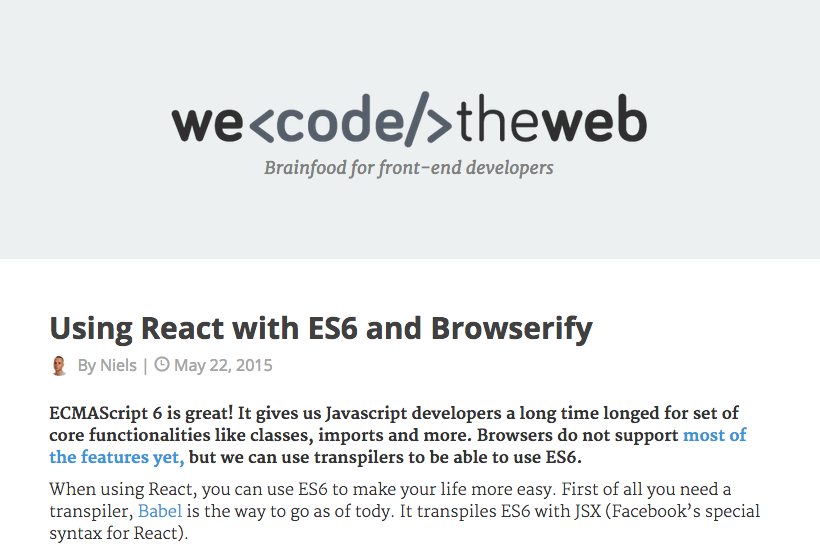 we<code/>theweb
Brainfood for front-end developers
Using React with ES6 and Browserify
By Niels | May 22, 2015
ECMAScript 6 is great! It gives us Javascript developers a long time longed for set of
core functionalities like classes, imports and more. Browsers do not support most of
the features yet, but we can use transpilers to be able to use ES6.
When using React, you can use ES6 to make your life more easy. First of all you need a
transpiler, Babel is the way to go as of tody. It transpiles ES6 with JSX (Facebook's special
syntax for React).